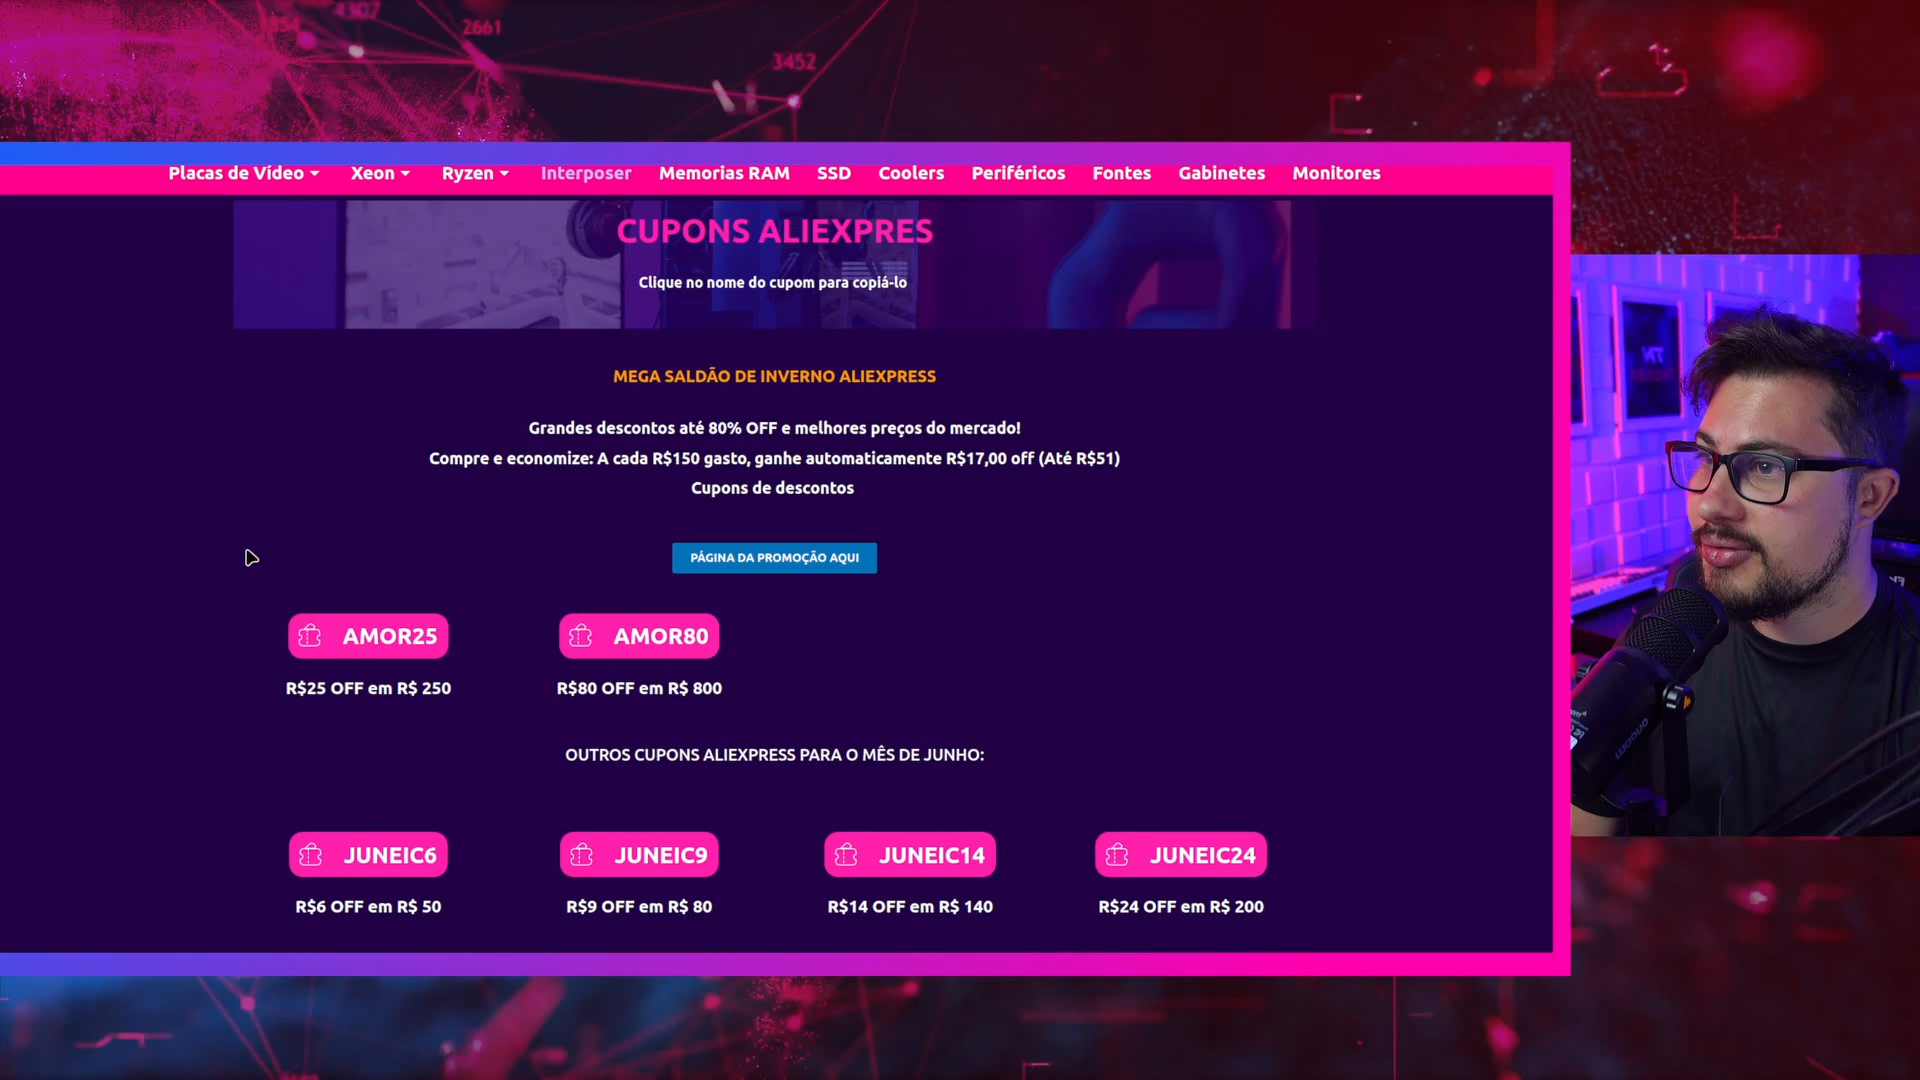 4307
2661
3452
Placas de Vídeo Xeon Ryzen Interposer Memorias RAM SSD Coolers Periféricos Fontes Gabinetes Monitores
CUPONS ALIEXPRES
Clique no nome do cupom para copiá-lo
MEGA SALDÃO DE INVERNO ALIEXPRESS
Grandes descontos até 80% OFF e melhores preços do mercado!
Compre e economize: A cada R$150 gasto, ganhe automaticamente R$17,00 off (Até R$51)
Cupons de descontos
PÁGINA DA PROMOÇÃO AQUI
AMOR25 AMOR80
R$25 OFF em R$ 250 R$80 OFF em R$ 800
OUTROS CUPONS ALIEXPRESS PARA O MÊS DE JUNHO:
JUNEIC6 JUNEIC9 JUNEIC14 JUNEIC24
R$6 OFF em R$ 50 R$9 OFF em R$ 80 R$14 OFF em R$ 140 R$24 OFF em R$ 200
maono